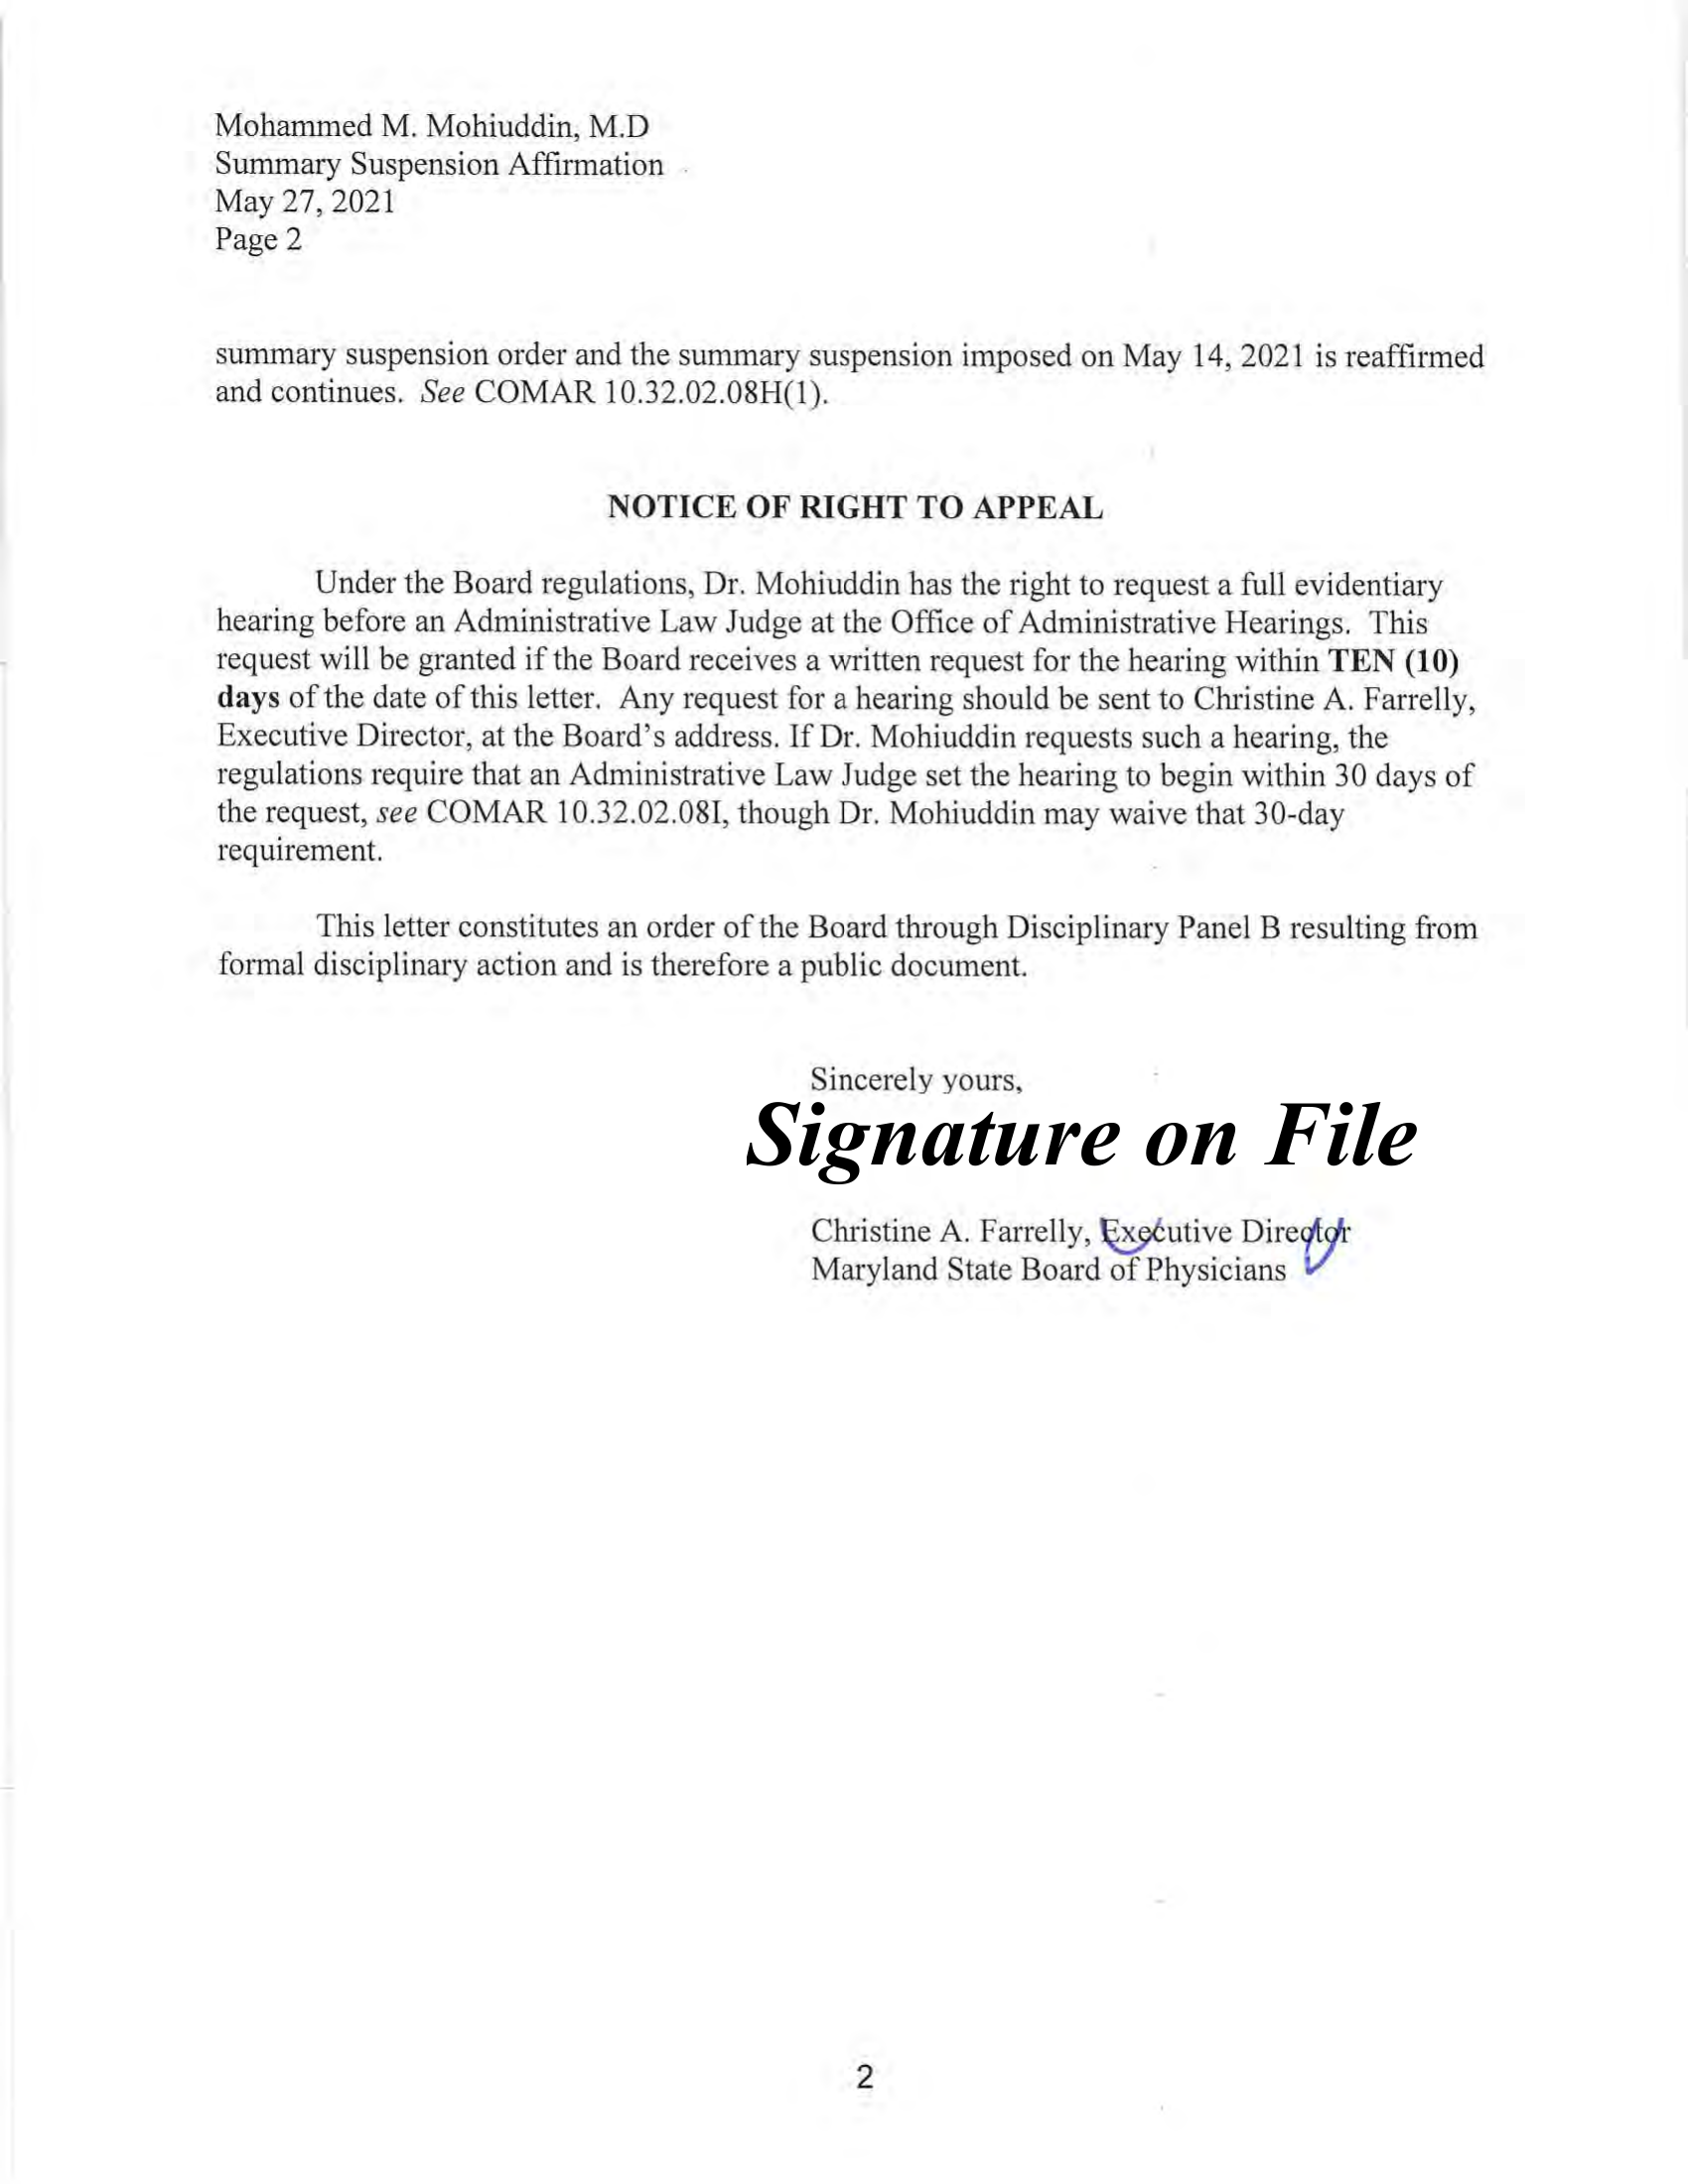 Mohammed M. Mohiuddin, M.D
Summary Suspension Affirmation
May 27, 2021
Page 2
summary suspension order and the summary suspension imposed on May 14, 2021 is reaffirmed
and continues. See COMAR 10.32.02.08H(1).
NOTICE OF RIGHT TO APPEAL
Under the Board regulations, Dr. Mohiuddin has the right to request a full evidentiary
hearing before an Administrative Law Judge at the Office of Administrative Hearings. This
request will be granted if the Board receives a written request for the hearing within TEN (10)
days of the date of this letter. Any request for a hearing should be sent to Christine A. Farrelly,
Executive Director, at the Board's address. If Dr. Mohiuddin requests such a hearing, the
regulations require that an Administrative Law Judge set the hearing to begin within 30 days of
the request, see COMAR 10.32.02.08I, though Dr. Mohiuddin may waive that 30-day
requirement.
This letter constitutes an order of the Board through Disciplinary Panel B resulting from
formal disciplinary action and is therefore a public document.
Sincerely yours,
Signature on File
Christine A. Farrelly, Executive Director
Maryland State Board of Physicians
2